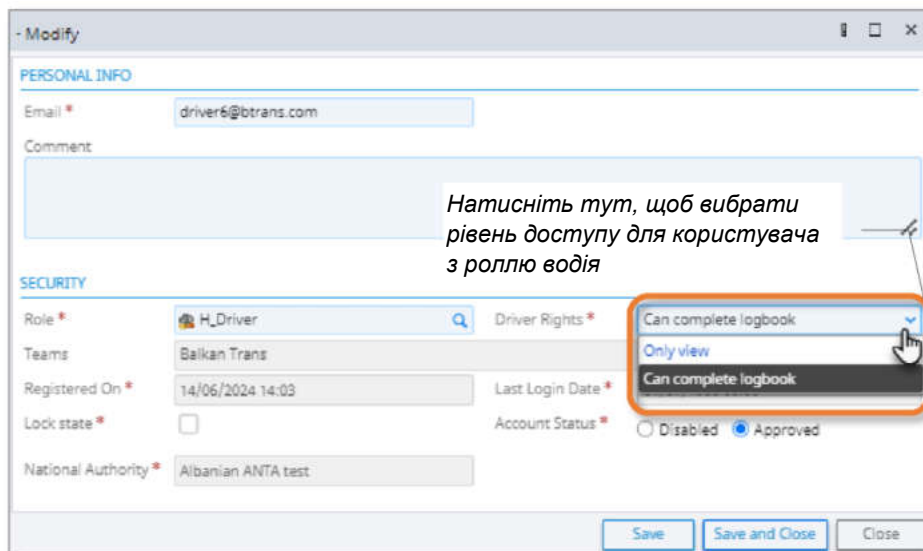 - Modify
PERSONAL INFO
Email * driver6@btrans.com
Comment
Натисніть тут, щоб вибрати
рівень доступу для користувача
з роллю водія
SECURITY
Role * H_Driver Driver Rights * Can complete logbook
Teams Balkan Trans Only view
Can complete logbook
Registered On * 14/06/2024 14:03 Last Login Date *
Lock state * Account Status * Disabled Approved
National Authority * Albanian ANTA test
Save Save and Close Close